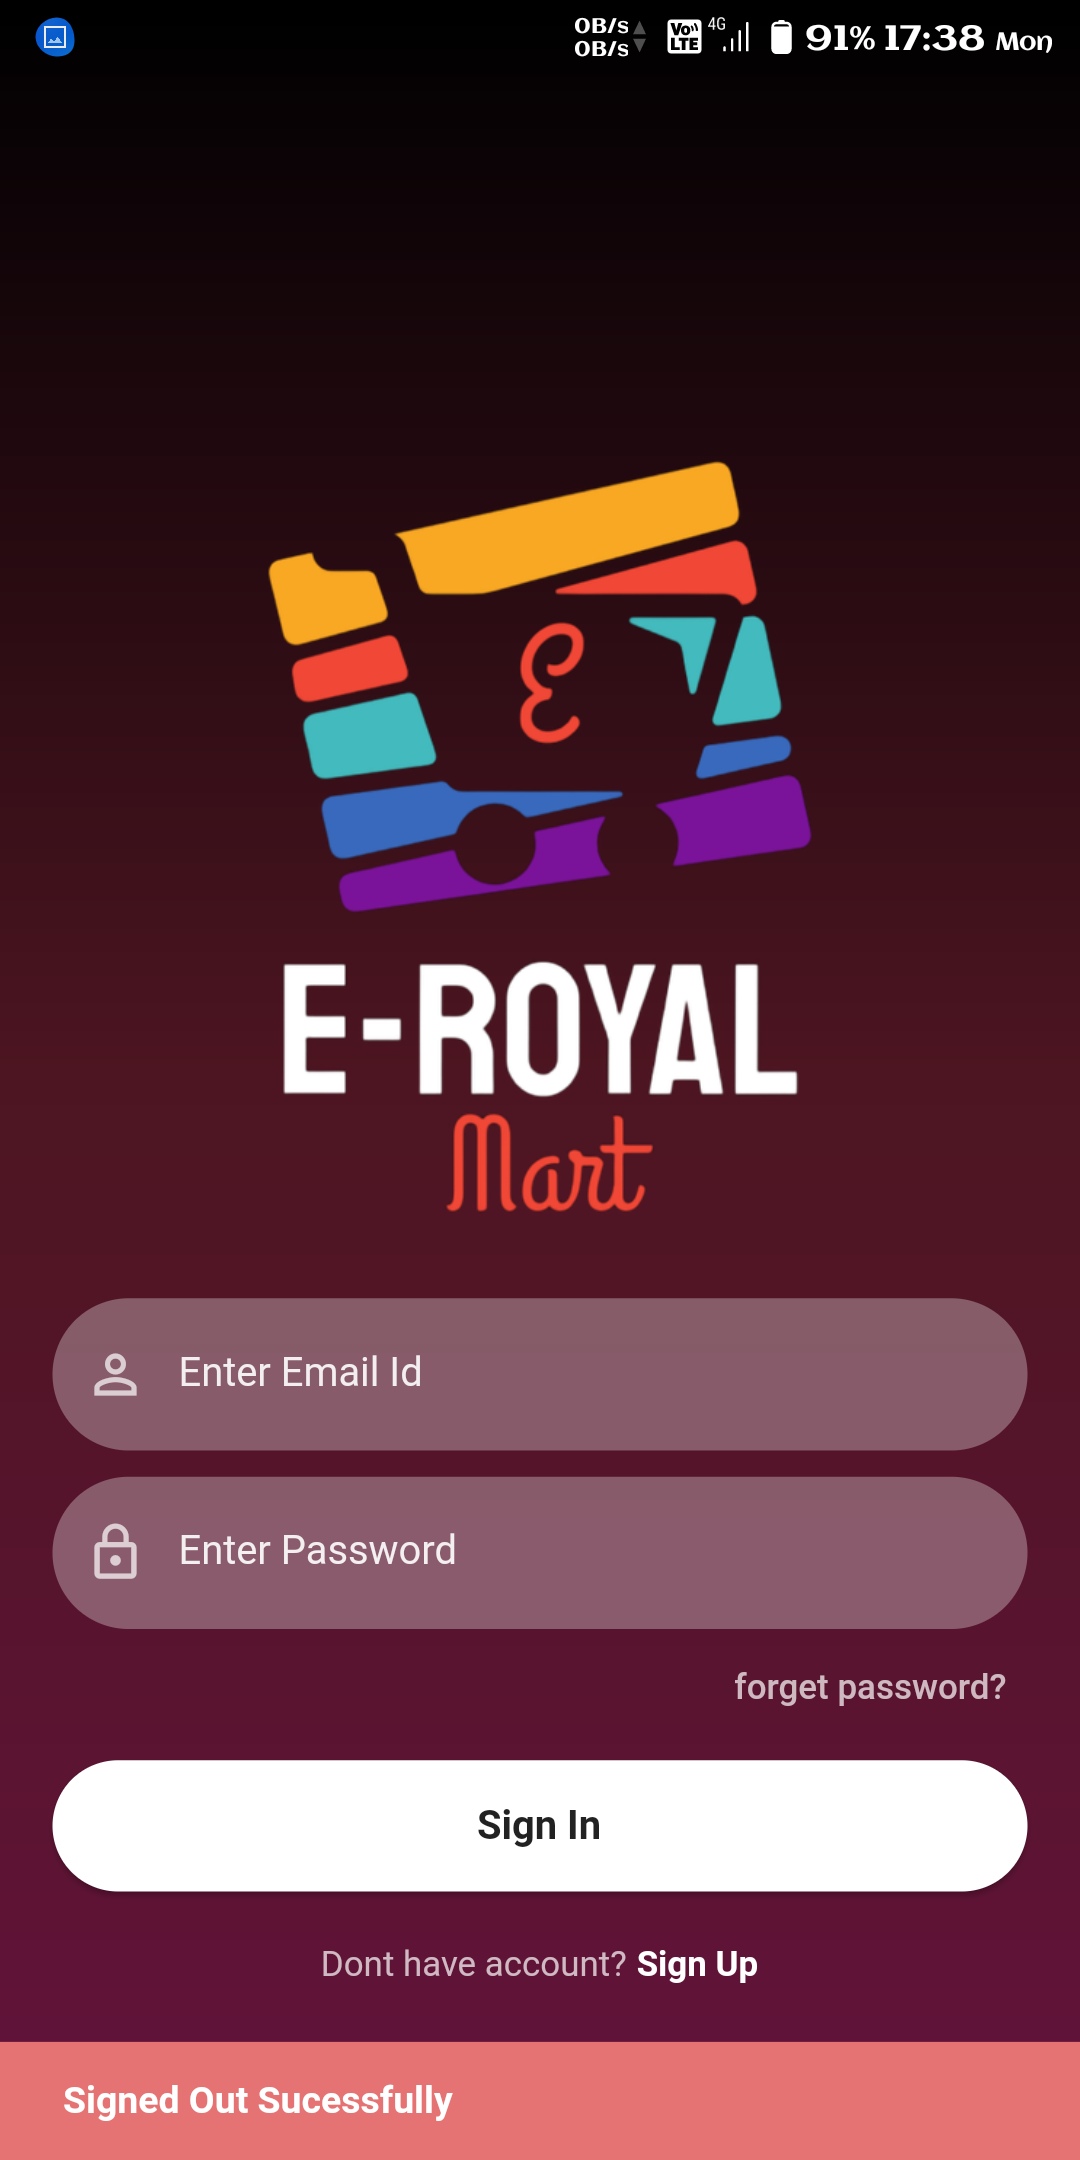 0B/s
0B/s
Vo LTE 4G 91% 17:38 Mon
E
E-ROYAL
Mart
Enter Email Id
Enter Password
forget password?
Sign In
Dont have account? Sign Up
Signed Out Sucessfully